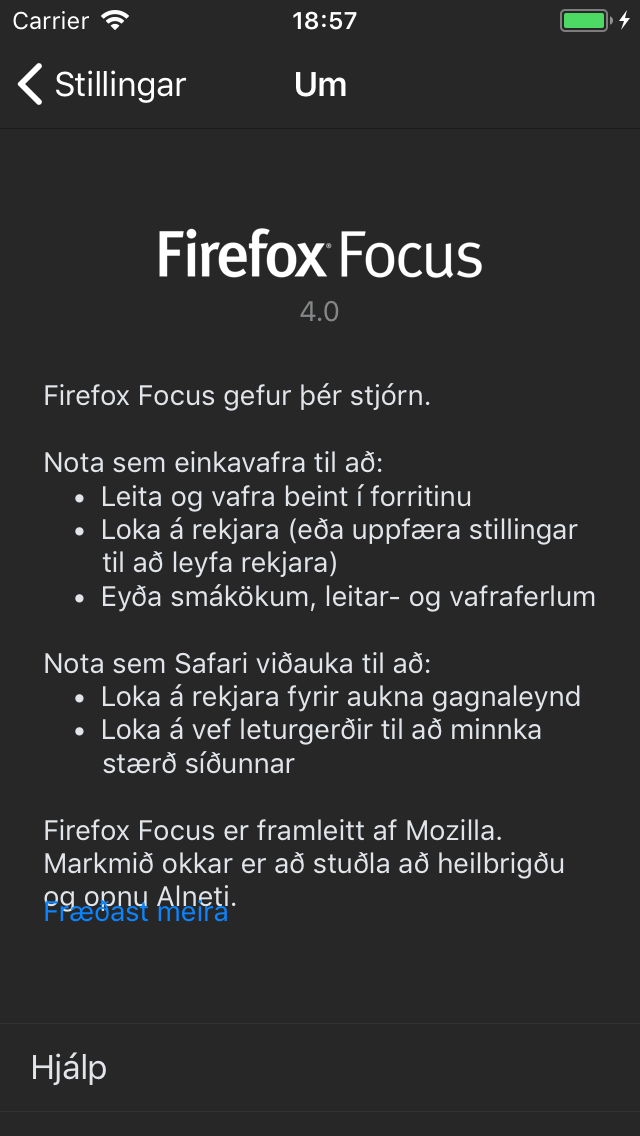 Carrier 18:57
Stillingar Um
Firefox Focus
4.0
Firefox Focus gefur þér stjórn.
Nota sem einkavafra til að:
• Leita og vafra beint í forritinu
• Loka á rekjara (eða uppfæra stillingar
til að leyfa rekjara)
• Eyða smákökum, leitar- og vafraferlum
Nota sem Safari viðauka til að:
• Loka á rekjara fyrir aukna gagnaleynd
• Loka á vef leturgerðir til að minnka
stærð síðunnar
Firefox Focus er framleitt af Mozilla.
Markmið okkar er að stuðla að heilbrigðu
og opnu Alneti.
Fræðast meira
Hjálp